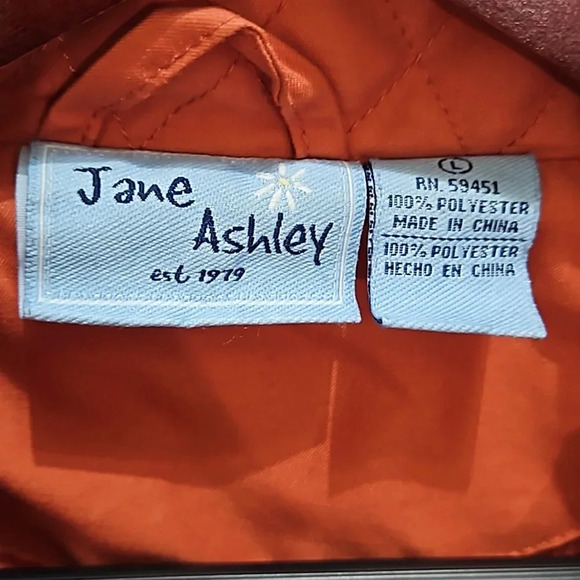 Jane
Ashley
est 1979
L
RN. 59451
100% POLYESTER
MADE IN CHINA
100% POLYESTER
HECHO EN CHINA